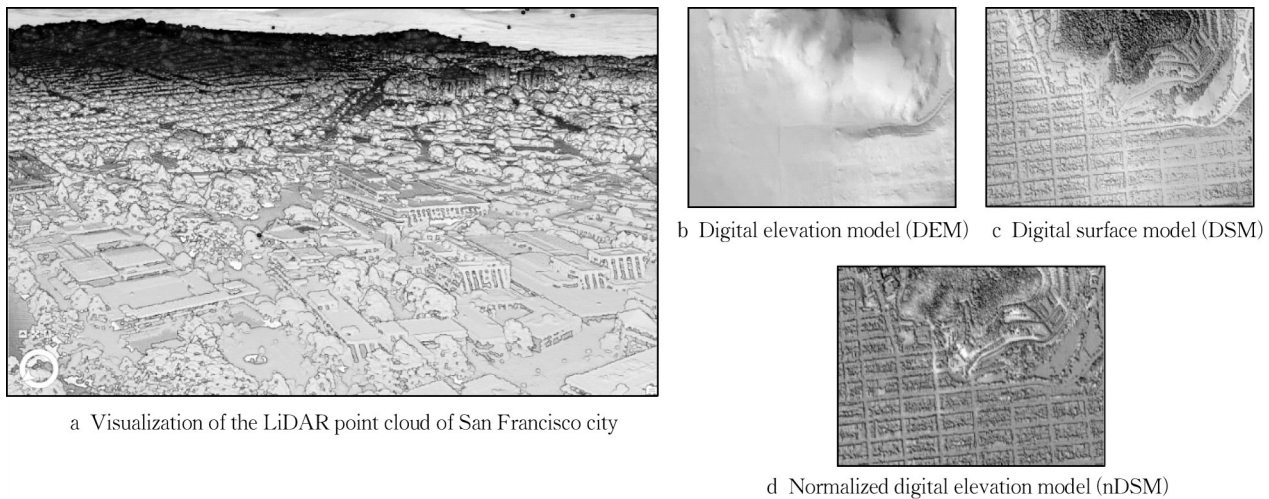 a Visualization of the LiDAR point cloud of San Francisco city
b Digital elevation model (DEM)
c Digital surface model (DSM)
d Normalized digital elevation model (nDSM)